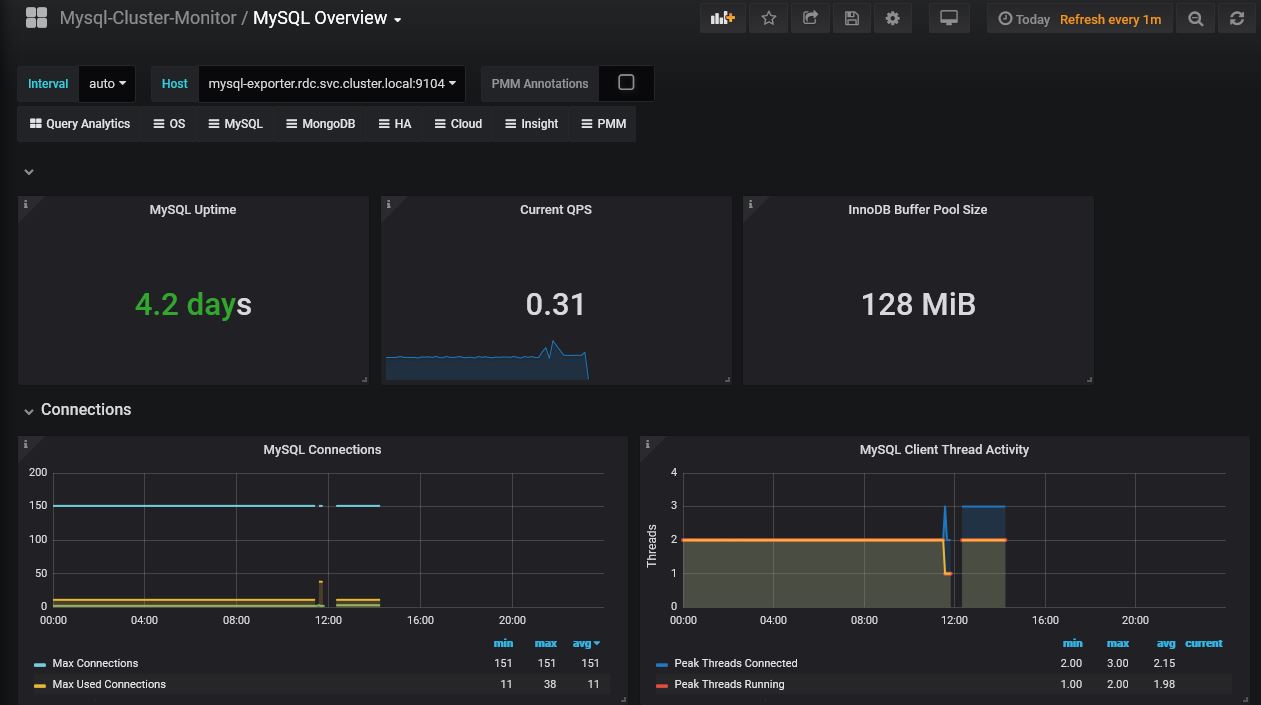 Mysql-Cluster-Monitor / MySQL Overview
Today Refresh every 1m
Interval auto Host mysql-exporter.rdc.svc.cluster.local:9104 PMM Annotations
Query Analytics OS MySQL MongoDB HA Cloud Insight PMM
MySQL Uptime
4.2 days
Current QPS
0.31
InnoDB Buffer Pool Size
128 MiB
Connections
MySQL Connections
200
150
100
50
0
00:00 04:00 08:00 12:00 16:00 20:00
min max avg
Max Connections 151 151 151
Max Used Connections 11 38 11
MySQL Client Thread Activity
Threads
4
3
2
1
0
00:00 04:00 08:00 12:00 16:00 20:00
min max avg current
Peak Threads Connected 2.00 3.00 2.15
Peak Threads Running 1.00 2.00 1.98